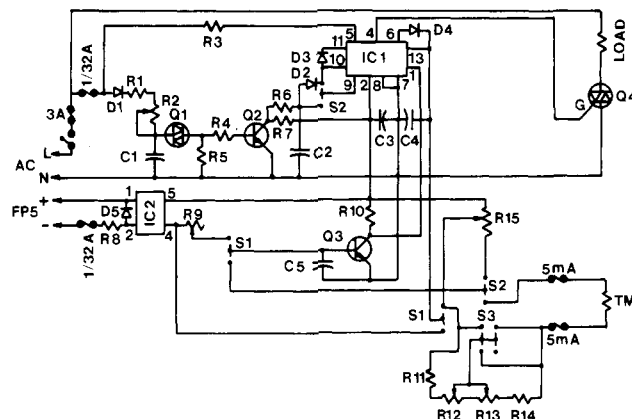 R3
5 4 6 D4
11 IC1 13
D3 10 1
D2 9 2 8 7
LOAD
1/32A
R1
D1
R2
R6
S2
Q1 R4 Q2
R7
G Q4
3A
C1 R5 C2 C3 C4
AC L
N
FP5 + 1 5
D5 IC2
- R8 2 4
1/32A
R9
R10
R15
S1
Q3
C5
S2 5mA
TM
S1 S3
5mA
R11
R12 R13 R14